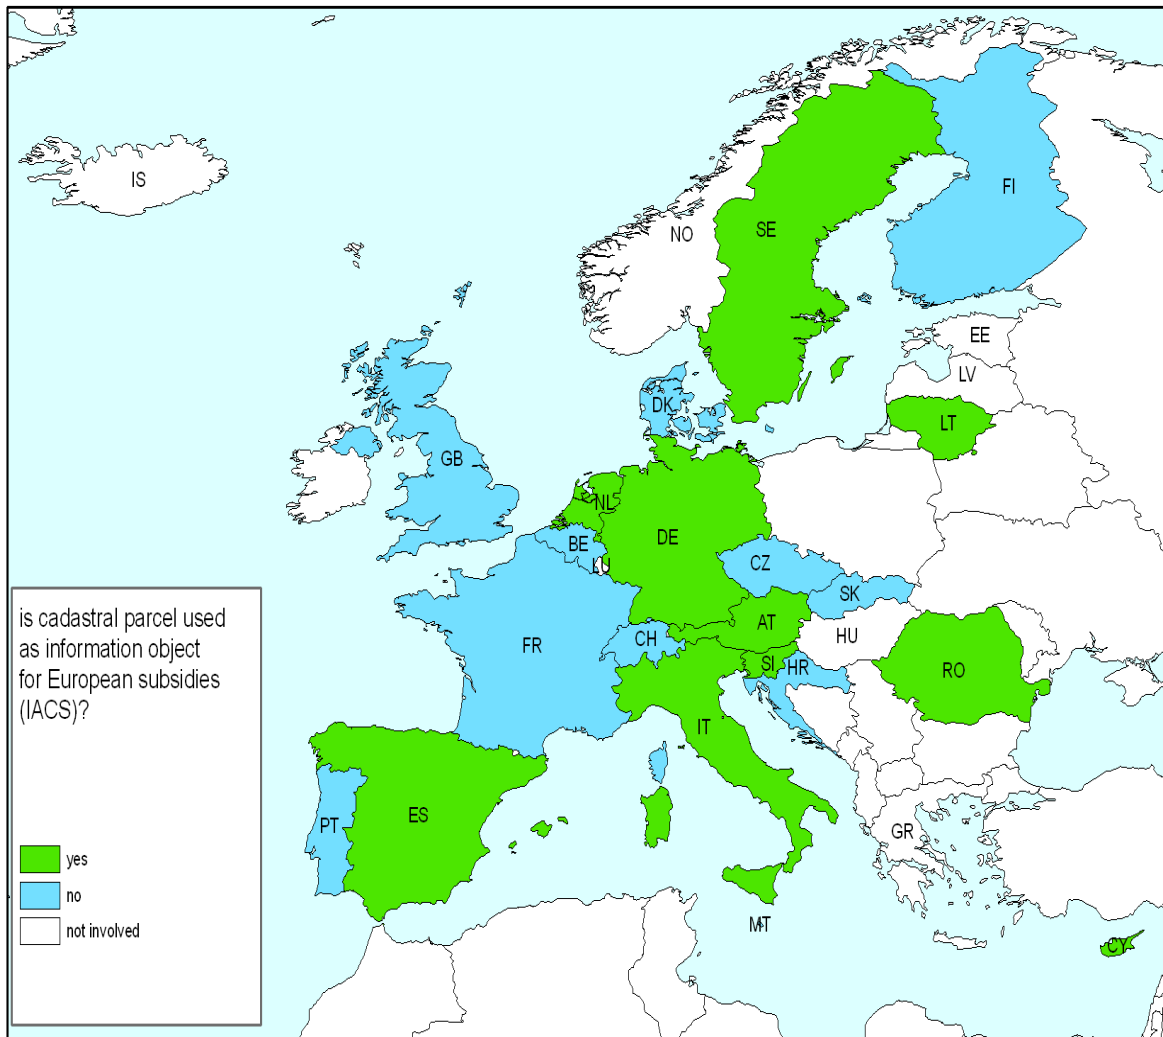 IS
FI
NO
SE
EE
LV
DK
LT
GB
NL
DE
BE
LU
CZ
SK
AT
HU
FR
CH
SI
HR
RO
IT
ES
PT
GR
MT
CY
is cadastral parcel used
as information object
for European subsidies
(IACS)?
yes
no
not involved